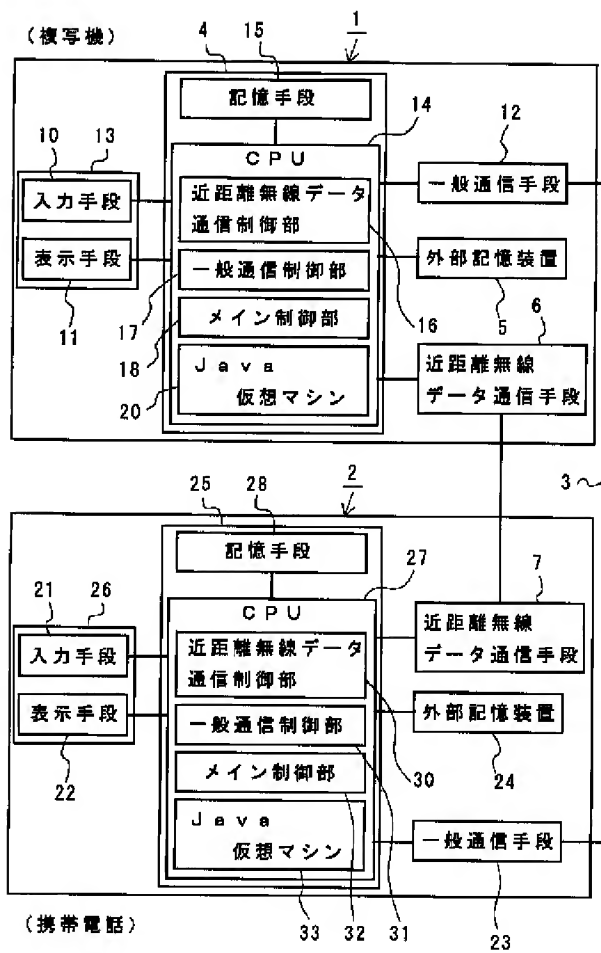 (複写機)
1
4
15
記憶手段
14
CPU
10
13
入力手段
表示手段
11
近距離無線データ
通信制御部
一般通信制御部
17
メイン制御部
18
16
Java
仮想マシン
20
12
一般通信手段
外部記憶装置
5
6
近距離無線
データ通信手段
3
2
25
28
記憶手段
27
CPU
21
26
入力手段
表示手段
22
近距離無線データ
通信制御部
一般通信制御部
30
メイン制御部
Java
仮想マシン
33
32
31
7
近距離無線
データ通信手段
外部記憶装置
24
一般通信手段
23
(携帯電話)